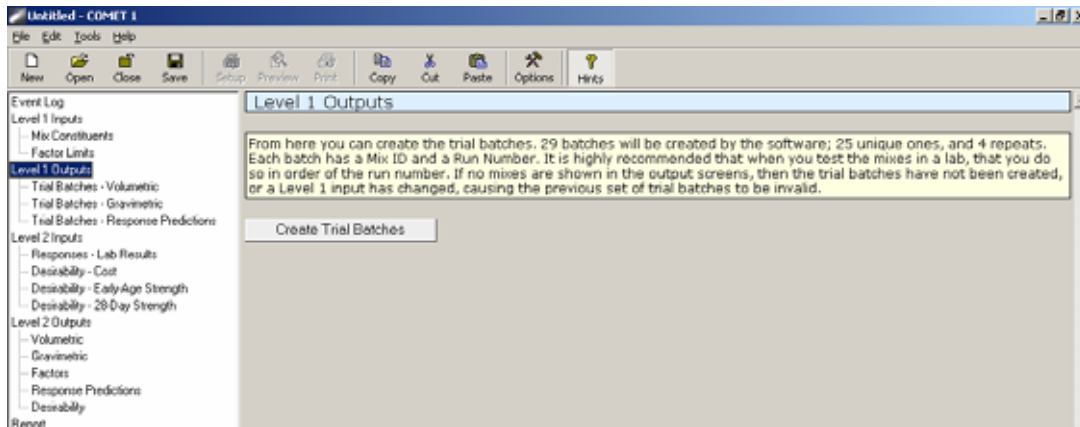 Untitled - COMET 1
File Edit Tools Help
New Open Close Save Setup Preview Print Copy Cut Paste Options Hints
Event Log
Level 1 Inputs
Mix Constituents
Factor Limits
Level 1 Outputs
Trial Batches - Volumetric
Trial Batches - Gravimetric
Trial Batches - Response Predictions
Level 2 Inputs
Responses - Lab Results
Desirability - Cost
Desirability - Early Age Strength
Desirability - 28-Day Strength
Level 2 Outputs
Volumetric
Gravimetric
Factors
Response Predictions
Desirability
Report
Level 1 Outputs
From here you can create the trial batches. 29 batches will be created by the software; 25 unique ones, and 4 repeats.
Each batch has a Mix ID and a Run Number. It is highly recommended that when you test the mixes in a lab, that you do
so in order of the run number. If no mixes are shown in the output screens, then the trial batches have not been created,
or a Level 1 input has changed, causing the previous set of trial batches to be invalid.
Create Trial Batches